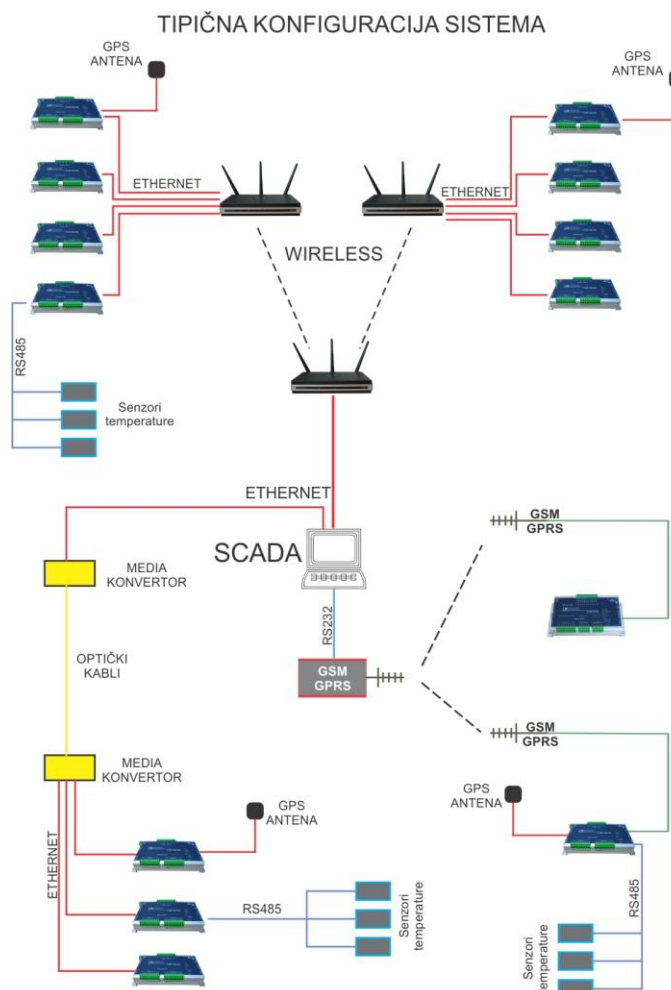 TIPIČNA KONFIGURACIJA SISTEMA
GPS
ANTENA
GPS
ANTENA
ETHERNET
ETHERNET
WIRELESS
RS485
Senzori
temperature
ETHERNET
SCADA
GSM
GPRS
MEDIA
KONVERTOR
RS232
OPTIČKI
KABLI
GSM
GPRS
GSM
GPRS
MEDIA
KONVERTOR
GPS
ANTENA
GPS
ANTENA
ETHERNET
RS485
Senzori
temperature
RS485
Senzori
temperature